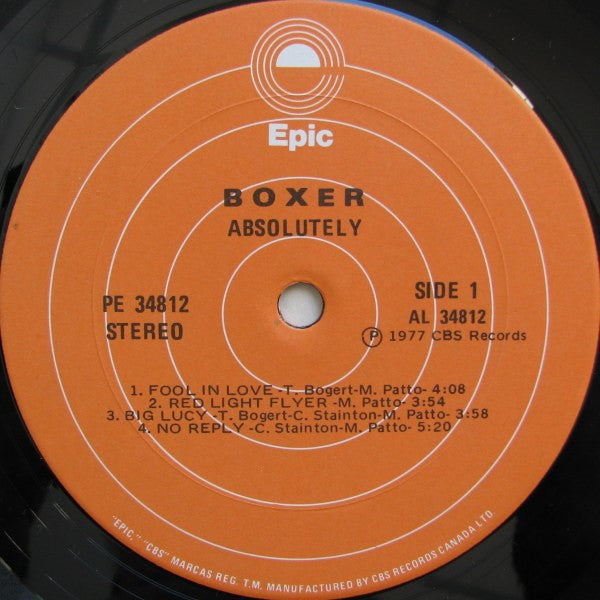 Epic
BOXER
ABSOLUTELY
PE 34812
STEREO
SIDE 1
AL 34812
Ⓟ 1977 CBS Records
1. FOOL IN LOVE -T. Bogert-M. Patto- 4:08
2. RED LIGHT FLYER -M. Patto- 3:54
3. BIG LUCY -T. Bogert-C. Stainton-M. Patto- 3:58
4. NO REPLY -C. Stainton-M. Patto- 5:20
"EPIC," "CBS" MARCAS REG. T.M. MANUFACTURED BY CBS RECORDS CANADA LTD.